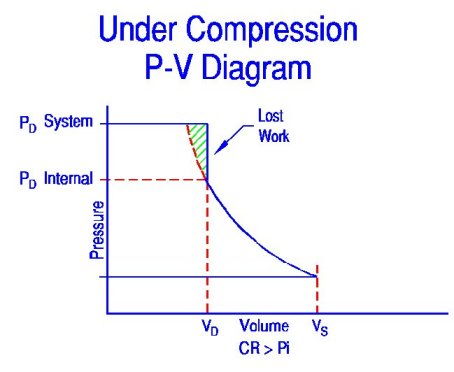 Under Compression
P-V Diagram
P_D System
Lost
Work
P_D Internal
Pressure
V_D Volume V_S
CR > Pi